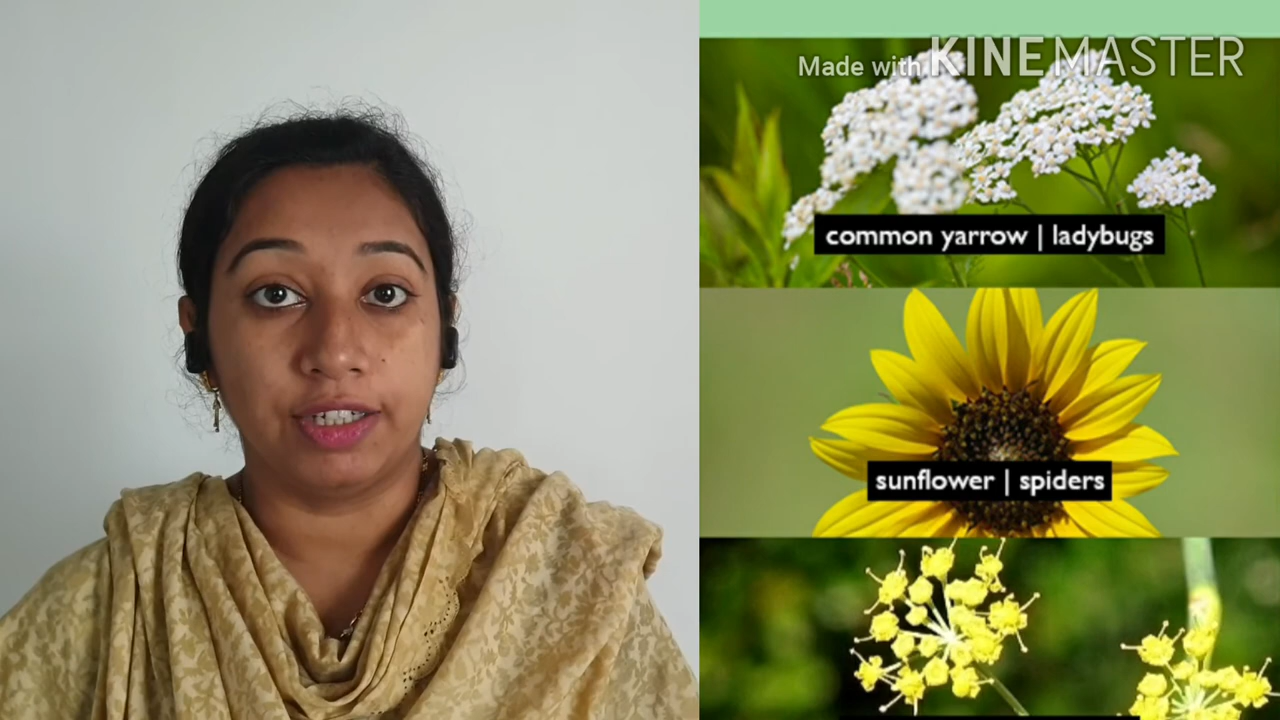 Made with KINEMASTER
common yarrow | ladybugs
sunflower | spiders